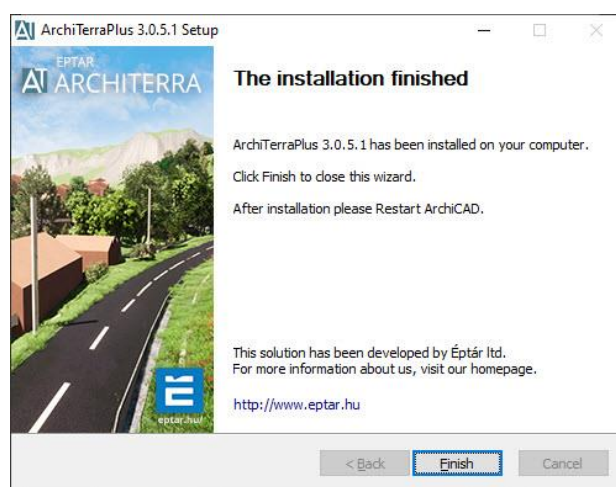 ArchiTerraPlus 3.0.5.1 Setup
EPTAR
AT ARCHITERRA
The installation finished
ArchiTerraPlus 3.0.5.1 has been installed on your computer.
Click Finish to close this wizard.
After installation please Restart ArchiCAD.
This solution has been developed by Éptár ltd.
For more information about us, visit our homepage.
http://www.eptar.hu
eptar.hu/
< Back
Finish
Cancel